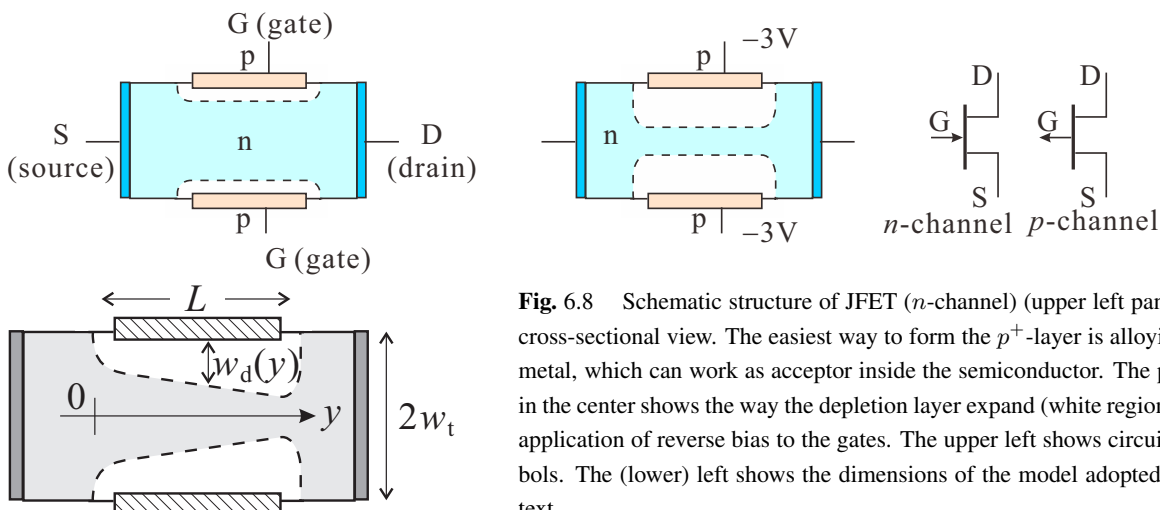 G (gate)
p
S
(source)
n
D
(drain)
p
G (gate)
−3V
p
n
p
−3V
D
G
S
n-channel
D
G
S
p-channel
L
w_d(y)
0
y
2w_t
Fig. 6.8 Schematic structure of JFET (n-channel) (upper left pan
cross-sectional view. The easiest way to form the p⁺-layer is alloyi
metal, which can work as acceptor inside the semiconductor. The p
in the center shows the way the depletion layer expand (white region
application of reverse bias to the gates. The upper left shows circui
bols. The (lower) left shows the dimensions of the model adopted
text